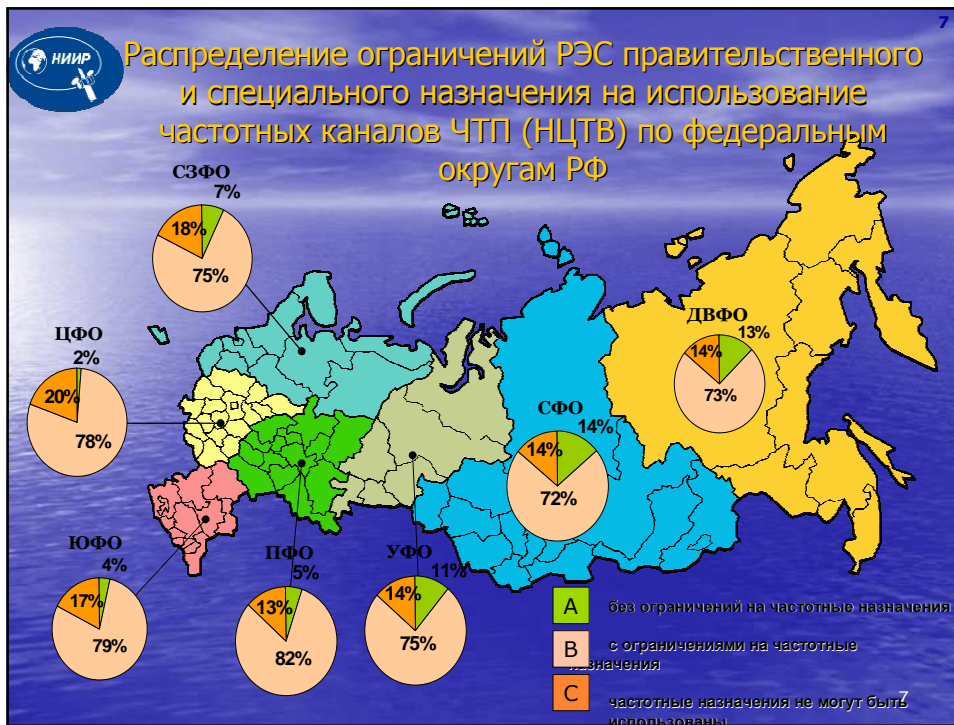 7
НИИР
Распределение ограничений РЭС правительственного
и специального назначения на использование
частотных каналов ЧТП (НЦТВ) по федеральным
округам РФ
СЗФО
7%
18%
75%
ЦФО
2%
20%
78%
ДВФО
13%
14%
73%
СФО
14%
14%
72%
ЮФО
4%
17%
79%
ПФО
5%
13%
82%
УФО
11%
14%
75%
A без ограничений на частотные назначения
B с ограничениями на частотные
назначения
C частотные назначения не могут быть
использованы
7